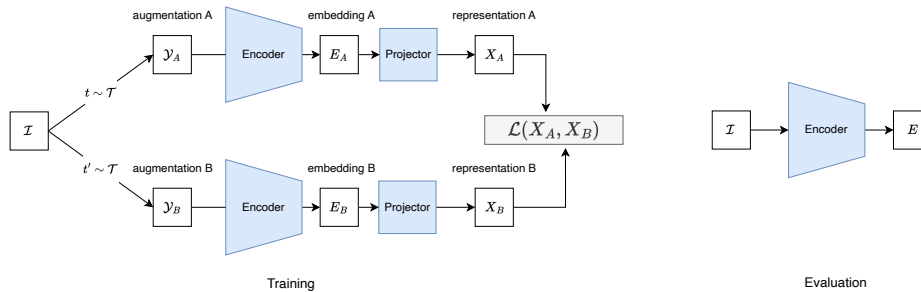 augmentation A
embedding A
representation A
𝒴_A
Encoder
E_A
Projector
X_A
t ∼ 𝒯
ℐ
ℒ(X_A, X_B)
t′ ∼ 𝒯
augmentation B
embedding B
representation B
𝒴_B
Encoder
E_B
Projector
X_B
Training
ℐ
Encoder
E
Evaluation